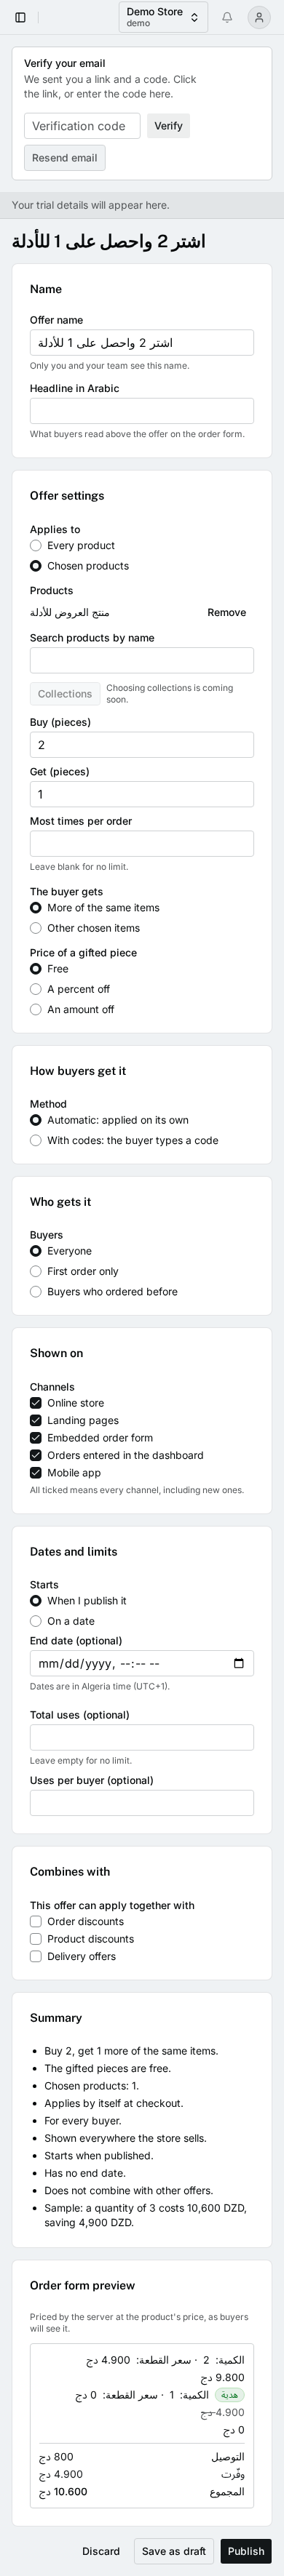 Demo Store
demo
Verify your email
We sent you a link and a code. Click
the link, or enter the code here.
Verification code
Verify
Resend email
Your trial details will appear here.
اشتر 2 واحصل على 1 للأدلة
Name
Offer name
اشتر 2 واحصل على 1 للأدلة
Only you and your team see this name.
Headline in Arabic
What buyers read above the offer on the order form.
Offer settings
Applies to
Every product
Chosen products
Products
منتج العروض للأدلة
Remove
Search products by name
Collections
Choosing collections is coming
soon.
Buy (pieces)
2
Get (pieces)
1
Most times per order
Leave blank for no limit.
The buyer gets
More of the same items
Other chosen items
Price of a gifted piece
Free
A percent off
An amount off
How buyers get it
Method
Automatic: applied on its own
With codes: the buyer types a code
Who gets it
Buyers
Everyone
First order only
Buyers who ordered before
Shown on
Channels
Online store
Landing pages
Embedded order form
Orders entered in the dashboard
Mobile app
All ticked means every channel, including new ones.
Dates and limits
Starts
When I publish it
On a date
End date (optional)
mm/dd/yyyy, --:-- --
Dates are in Algeria time (UTC+1).
Total uses (optional)
Leave empty for no limit.
Uses per buyer (optional)
Combines with
This offer can apply together with
Order discounts
Product discounts
Delivery offers
Summary
Buy 2, get 1 more of the same items.
The gifted pieces are free.
Chosen products: 1.
Applies by itself at checkout.
For every buyer.
Shown everywhere the store sells.
Starts when published.
Has no end date.
Does not combine with other offers.
Sample: a quantity of 3 costs 10,600 DZD,
saving 4,900 DZD.
Order form preview
Priced by the server at the product's price, as buyers
will see it.
الكمية: 2 · سعر القطعة: 4.900 دج
9.800 دج
هدية الكمية: 1 · سعر القطعة: 0 دج
4.900 دج
0 دج
التوصيل 800 دج
وفّرت 4.900 دج
المجموع 10.600 دج
Discard
Save as draft
Publish